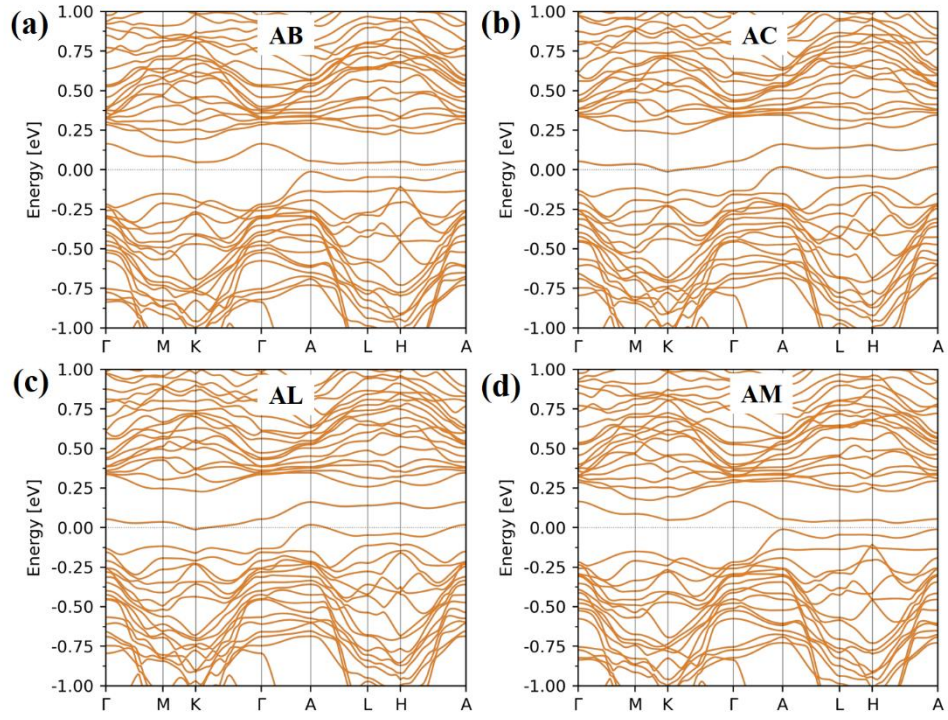 (a)
AB
1.00
0.75
0.50
0.25
0.00
-0.25
-0.50
-0.75
-1.00
Energy [eV]
Γ M K Γ A L H A
(b)
AC
1.00
0.75
0.50
0.25
0.00
-0.25
-0.50
-0.75
-1.00
Energy [eV]
Γ M K Γ A L H A
(c)
AL
1.00
0.75
0.50
0.25
0.00
-0.25
-0.50
-0.75
-1.00
Energy [eV]
Γ M K Γ A L H A
(d)
AM
1.00
0.75
0.50
0.25
0.00
-0.25
-0.50
-0.75
-1.00
Energy [eV]
Γ M K Γ A L H A